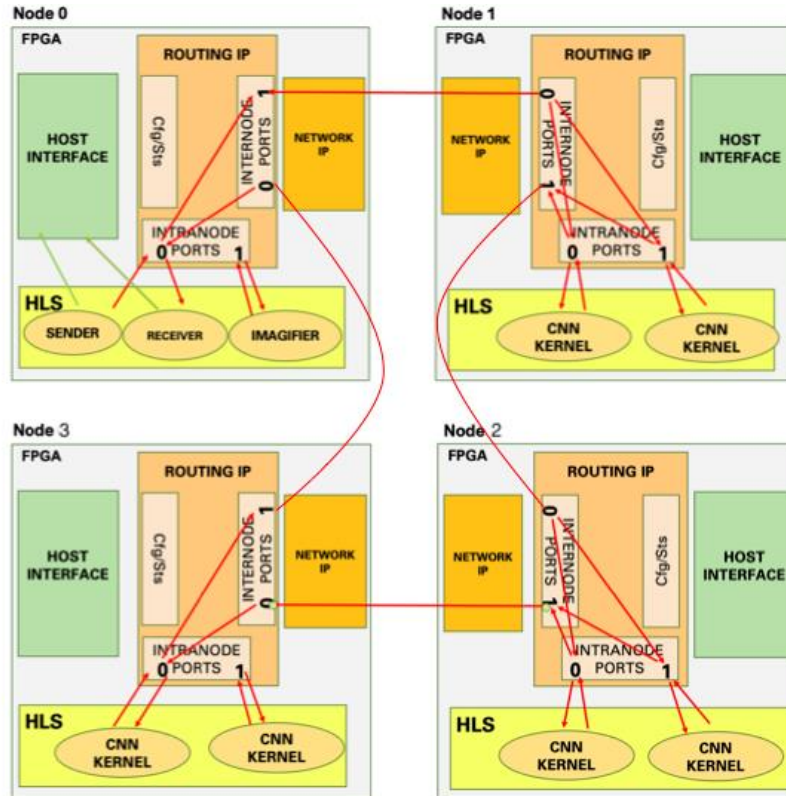 Node 0
FPGA
ROUTING IP
HOST
INTERFACE
Cfg/Sts
INTERNODE
PORTS
1
0
NETWORK
IP
INTRANODE
PORTS
0
1
HLS
SENDER
RECEIVER
IMAGIFIER
Node 1
FPGA
ROUTING IP
NETWORK
IP
0
1
INTERNODE
PORTS
Cfg/Sts
HOST
INTERFACE
INTRANODE
PORTS
0
1
HLS
CNN
KERNEL
CNN
KERNEL
Node 3
FPGA
ROUTING IP
HOST
INTERFACE
Cfg/Sts
INTERNODE
PORTS
1
0
NETWORK
IP
INTRANODE
PORTS
0
1
HLS
CNN
KERNEL
CNN
KERNEL
Node 2
FPGA
ROUTING IP
NETWORK
IP
0
1
INTERNODE
PORTS
Cfg/Sts
HOST
INTERFACE
INTRANODE
PORTS
0
1
HLS
CNN
KERNEL
CNN
KERNEL